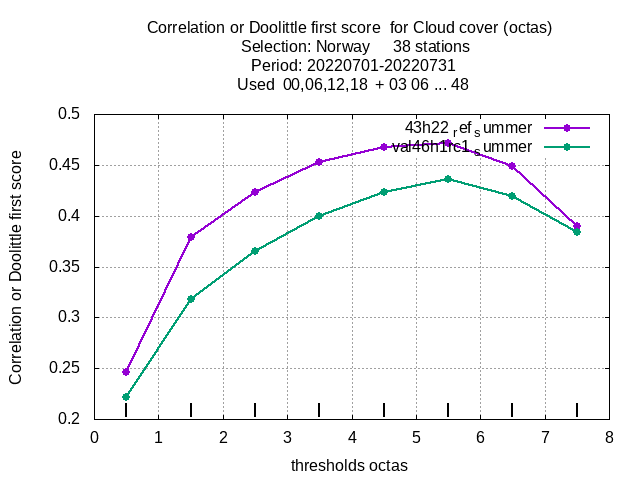 Correlation or Doolittle first score  for Cloud cover (octas)
Selection: Norway     38 stations
Period: 20220701-20220731
Used  00,06,12,18  + 03 06 ... 48
43h22_ref_summer
val46h1rc1_summer
Correlation or Doolittle first score
0.5
0.45
0.4
0.35
0.3
0.25
0.2
0 1 2 3 4 5 6 7 8
thresholds octas